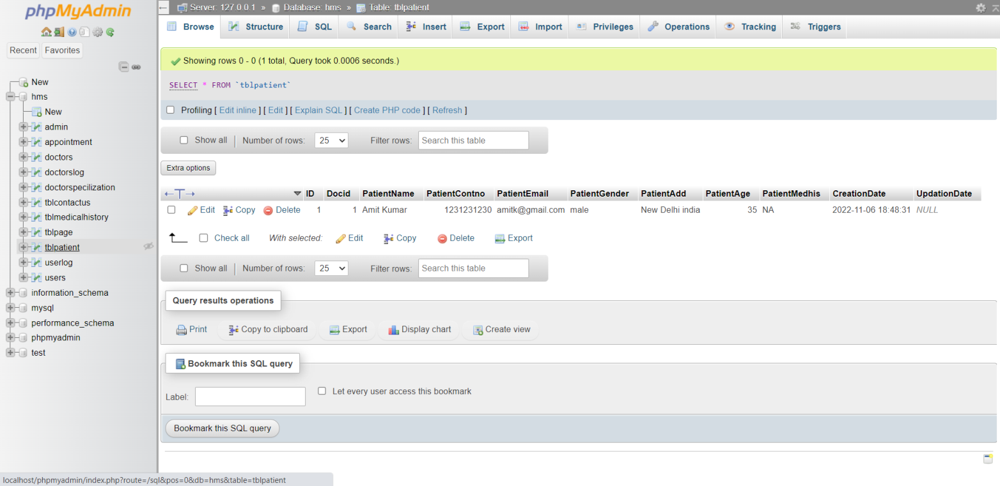 phpMyAdmin
Recent Favorites
New
hms
New
admin
appointment
doctors
doctorslog
doctorspecilization
tblcontactus
tblmedicalhistory
tblpage
tblpatient
userlog
users
information_schema
mysql
performance_schema
phpmyadmin
test
Server: 127.0.0.1 » Database: hms » Table: tblpatient
Browse Structure SQL Search Insert Export Import Privileges Operations Tracking Triggers
Showing rows 0 - 0 (1 total, Query took 0.0006 seconds.)
SELECT * FROM `tblpatient`
Profiling [ Edit inline ] [ Edit ] [ Explain SQL ] [ Create PHP code ] [ Refresh ]
Show all Number of rows: 25 Filter rows: Search this table
Extra options
←T→ ID Docid PatientName PatientContno PatientEmail PatientGender PatientAdd PatientAge PatientMedhis CreationDate UpdationDate
Edit Copy Delete 1 1 Amit Kumar 1231231230 amitk@gmail.com male New Delhi india 35 NA 2022-11-06 18:48:31 NULL
Check all With selected: Edit Copy Delete Export
Show all Number of rows: 25 Filter rows: Search this table
Query results operations
Print Copy to clipboard Export Display chart Create view
Bookmark this SQL query
Label: Let every user access this bookmark
Bookmark this SQL query
localhost/phpmyadmin/index.php?route=/sql&pos=0&db=hms&table=tblpatient